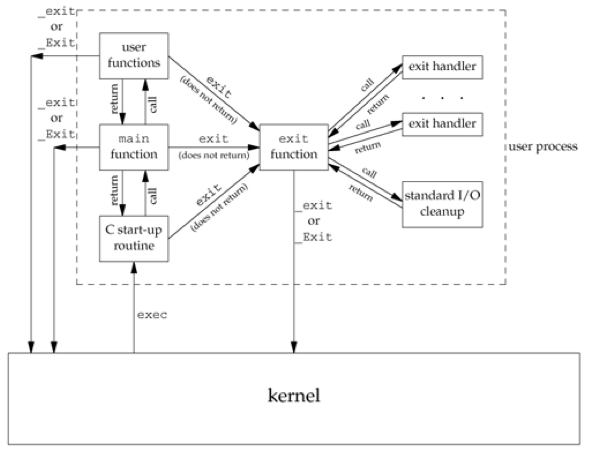 _exit
or
_Exit
user
functions
exit
(does not return)
call
return
exit handler
. . .
_exit
or
_Exit
return
call
main
function
exit
(does not return)
exit
function
call
return
exit handler
user process
return
call
exit
(does not return)
call
return
standard I/O
cleanup
C start-up
routine
_exit
or
_Exit
exec
kernel